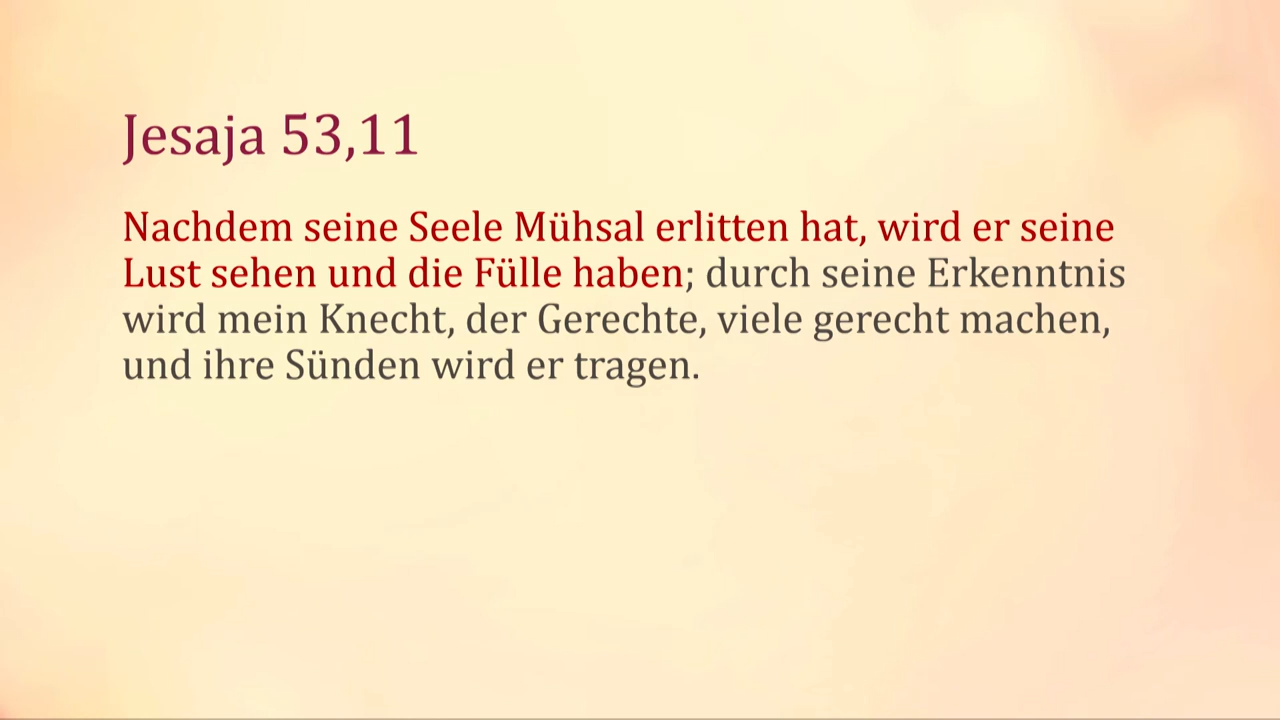 Jesaja 53,11
Nachdem seine Seele Mühsal erlitten hat, wird er seine
Lust sehen und die Fülle haben; durch seine Erkenntnis
wird mein Knecht, der Gerechte, viele gerecht machen,
und ihre Sünden wird er tragen.